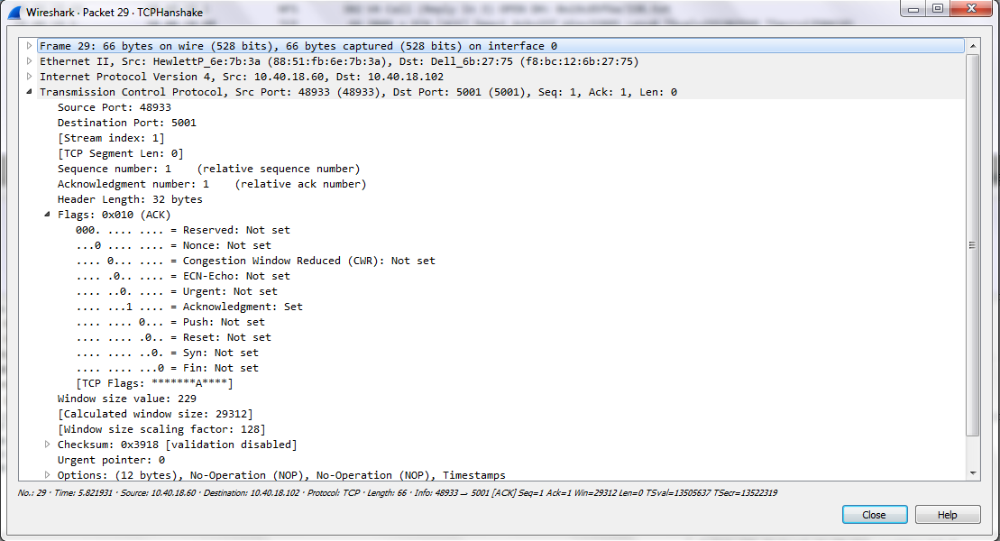 Wireshark · Packet 29 · TCPHanshake
Frame 29: 66 bytes on wire (528 bits), 66 bytes captured (528 bits) on interface 0
Ethernet II, Src: HewlettP_6e:7b:3a (88:51:fb:6e:7b:3a), Dst: Dell_6b:27:75 (f8:bc:12:6b:27:75)
Internet Protocol Version 4, Src: 10.40.18.60, Dst: 10.40.18.102
Transmission Control Protocol, Src Port: 48933 (48933), Dst Port: 5001 (5001), Seq: 1, Ack: 1, Len: 0
Source Port: 48933
Destination Port: 5001
[Stream index: 1]
[TCP Segment Len: 0]
Sequence number: 1    (relative sequence number)
Acknowledgment number: 1    (relative ack number)
Header Length: 32 bytes
Flags: 0x010 (ACK)
000. .... .... = Reserved: Not set
...0 .... .... = Nonce: Not set
.... 0... .... = Congestion Window Reduced (CWR): Not set
.... .0.. .... = ECN-Echo: Not set
.... ..0. .... = Urgent: Not set
.... ...1 .... = Acknowledgment: Set
.... .... 0... = Push: Not set
.... .... .0.. = Reset: Not set
.... .... ..0. = Syn: Not set
.... .... ...0 = Fin: Not set
[TCP Flags: *******A****]
Window size value: 229
[Calculated window size: 29312]
[Window size scaling factor: 128]
Checksum: 0x3918 [validation disabled]
Urgent pointer: 0
Options: (12 bytes), No-Operation (NOP), No-Operation (NOP), Timestamps
No.: 29 · Time: 5.821931 · Source: 10.40.18.60 · Destination: 10.40.18.102 · Protocol: TCP · Length: 66 · Info: 48933 → 5001 [ACK] Seq=1 Ack=1 Win=29312 Len=0 TSval=13505637 TSecr=13522319
Close Help